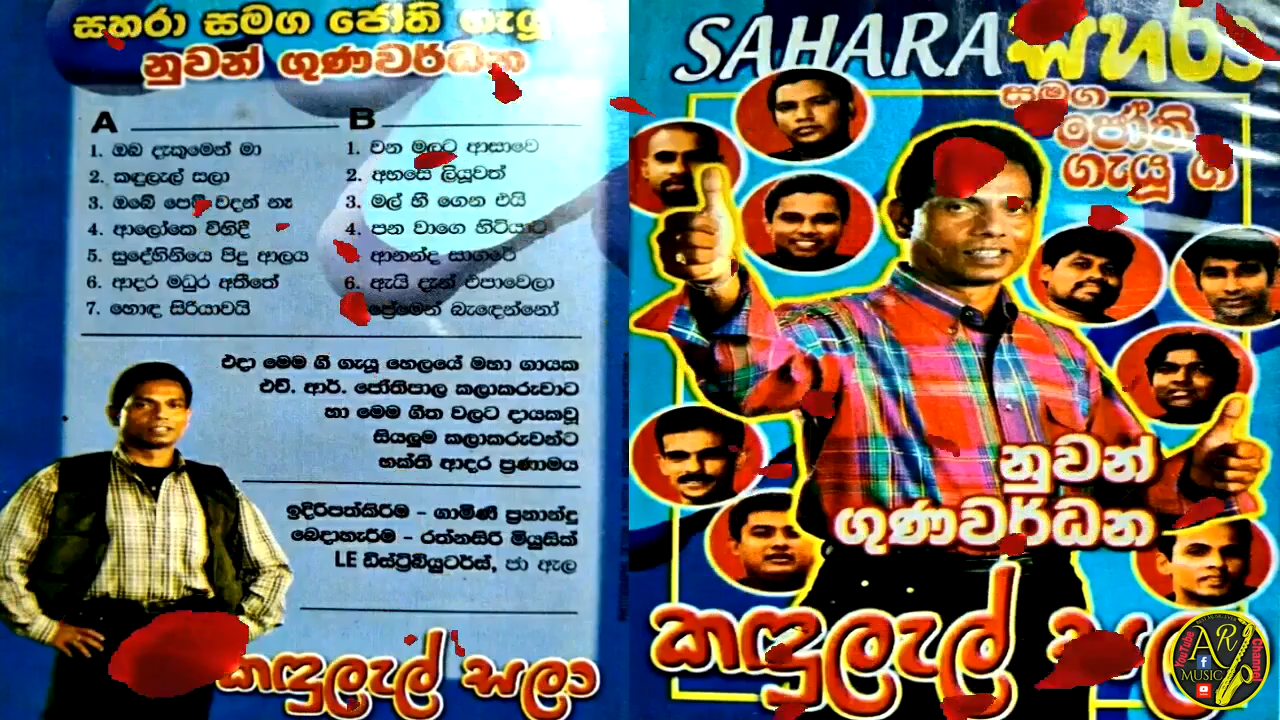 සහරා සමග ජෝති ගැයූ
නුවන් ගුණවර්ධන
A
1. ඔබ දැකුමෙන් මා
2. කඳුලැල් සලා
3. ඔබේ වදන් නෑ
4. ආලෝකෙ විහිදී
5. සුදේහිනියෙ පිදු ආලය
6. ආදර මධුර අතීතේ
7. හොඳ සිරියාවයි
B
1. වන මලට ආසාවෙ
2. අහසේ ලියූවත්
3. මල් හී ගෙන එයි
4. පන වාගෙ හිටියාට
5. ආනන්ද සාගරේ
6. ඇයි දැන් එපාවෙලා
ප්‍රේමෙන් බැඳෙන්නෝ
එදා මෙම ගී ගැයූ හෙලයේ මහා ගායක
එච්. ආර්. ජෝතිපාල කලාකරුවාට
හා මෙම ගීත වලට දායකවූ
සියලුම කලාකරුවන්ට
භක්ති ආදර ප්‍රණාමය
ඉදිරිපත්කිරීම - ගාමිණී ප්‍රනාන්දු
බෙදාහැරීම - රත්නසිරි මියුසික්
LE ඩිස්ට්‍රිබියුටර්ස්, ජා ඇල
කඳුලැල් සලා
SAHARA සහරා
සමග
ජෝති
ගැයූ ගී
නුවන්
ගුණවර්ධන
කඳුලැල් සලා
YouTube
AR
MUSIC
Channel